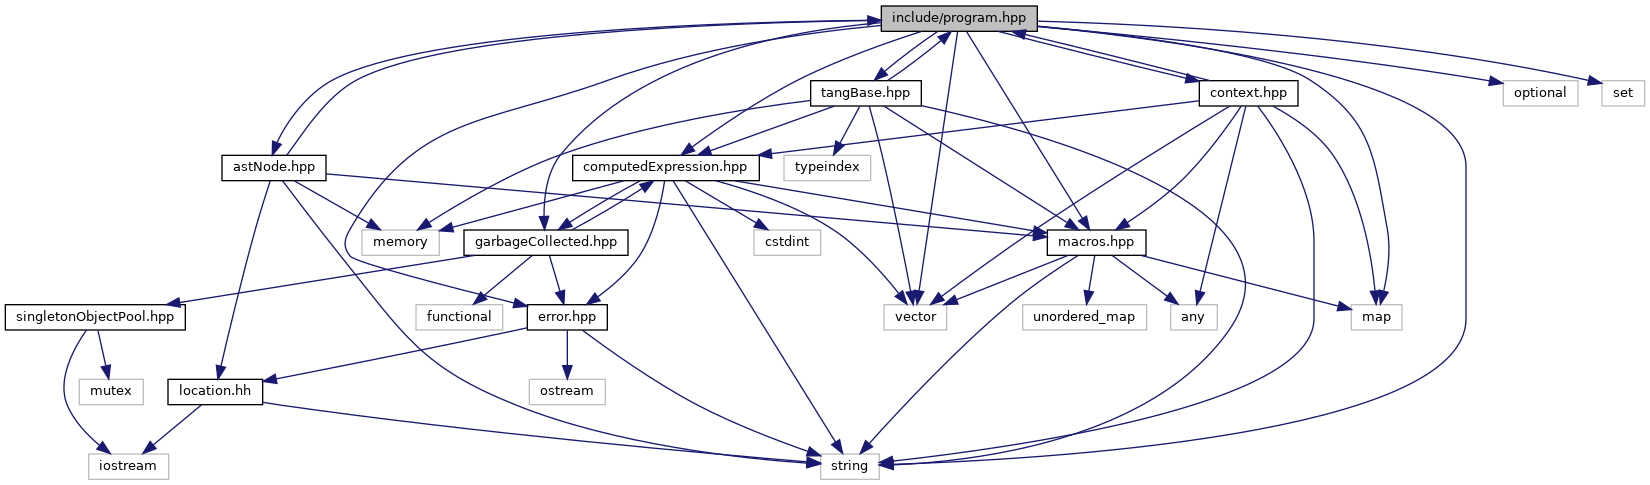 include/program.hpp
tangBase.hpp
context.hpp
optional
set
astNode.hpp
computedExpression.hpp
typeindex
memory
garbageCollected.hpp
cstdint
macros.hpp
singletonObjectPool.hpp
functional
error.hpp
vector
unordered_map
any
map
mutex
location.hh
ostream
iostream
string